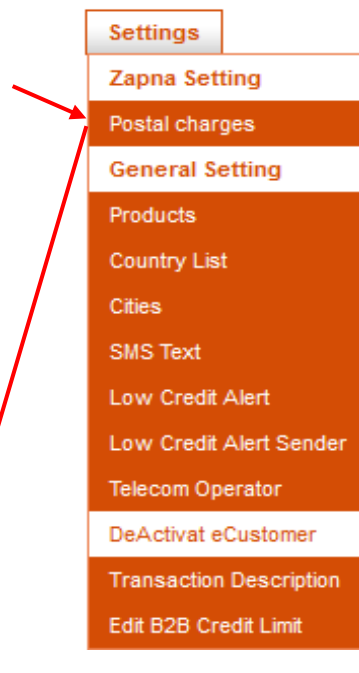 Settings
Zapna Setting
Postal charges
General Setting
Products
Country List
Cities
SMS Text
Low Credit Alert
Low Credit Alert Sender
Telecom Operator
DeActivat eCustomer
Transaction Description
Edit B2B Credit Limit